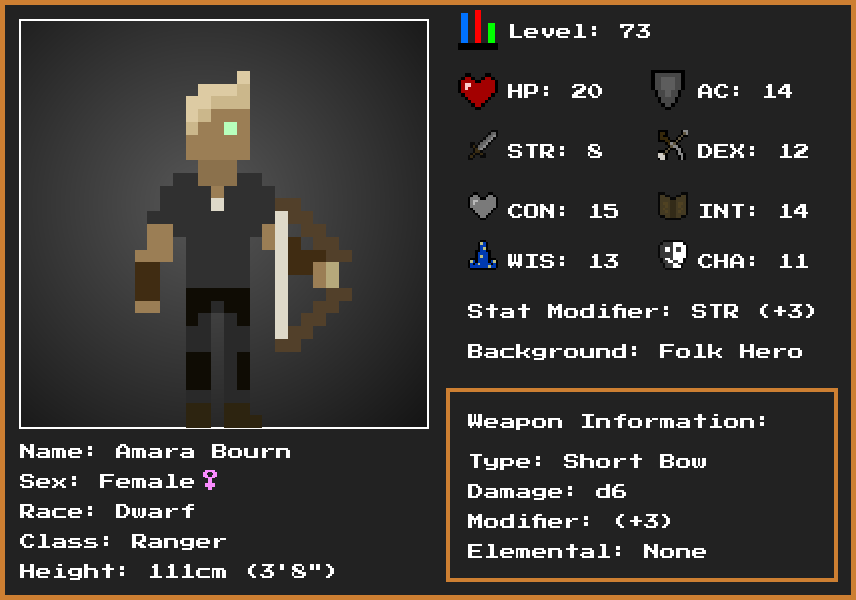 Level: 73
HP: 20 AC: 14
STR: 8 DEX: 12
CON: 15 INT: 14
WIS: 13 CHA: 11
Stat Modifier: STR (+3)
Background: Folk Hero
Weapon Information:
Type: Short Bow
Damage: d6
Modifier: (+3)
Elemental: None
Name: Amara Bourn
Sex: Female♀
Race: Dwarf
Class: Ranger
Height: 111cm (3'8")